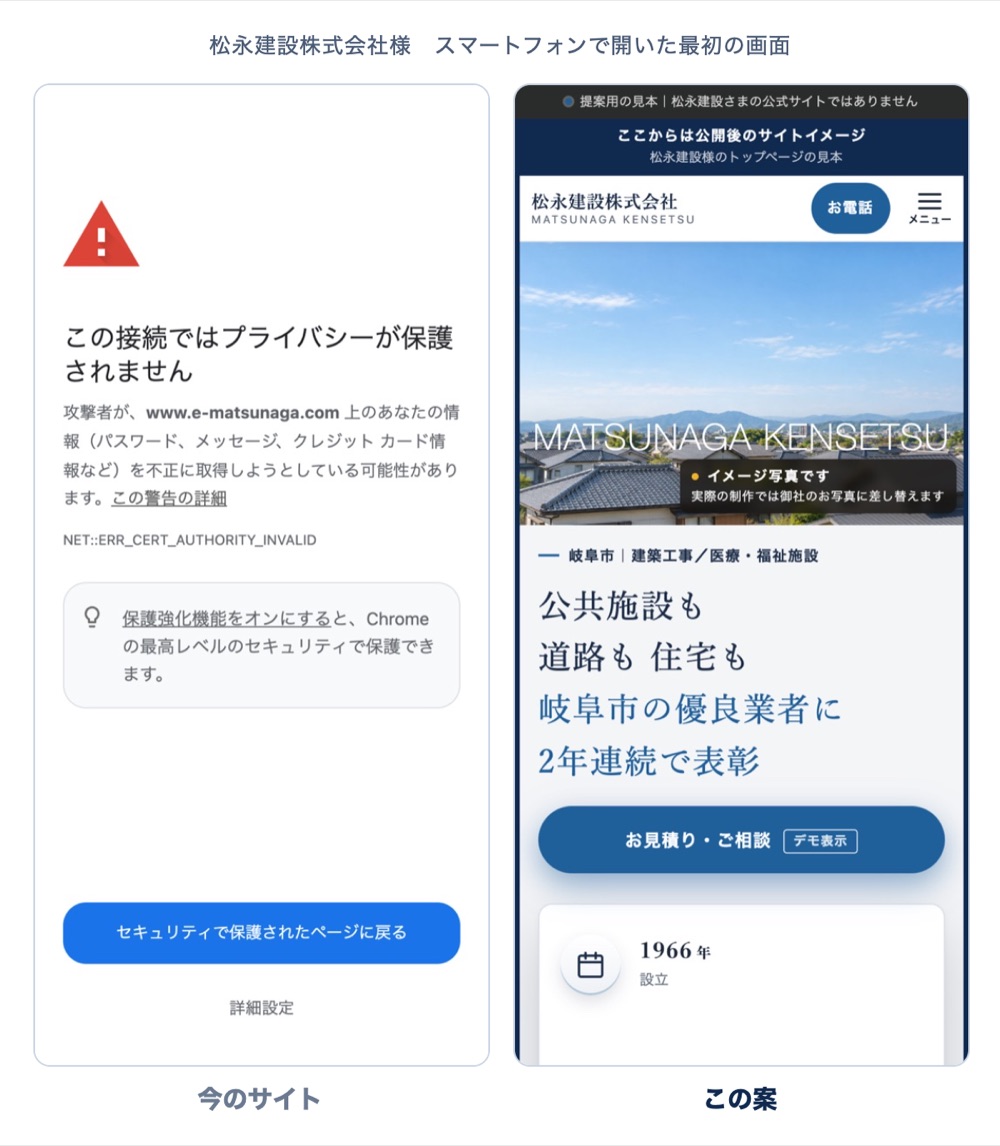 松永建設株式会社様　スマートフォンで開いた最初の画面
この接続ではプライバシーが保護
されません
攻撃者が、www.e-matsunaga.com 上のあなたの情
報（パスワード、メッセージ、クレジット カード情
報など）を不正に取得しようとしている可能性があり
ます。この警告の詳細
NET::ERR_CERT_AUTHORITY_INVALID
保護強化機能をオンにすると、Chrome
の最高レベルのセキュリティで保護でき
ます。
セキュリティで保護されたページに戻る
詳細設定
今のサイト
提案用の見本｜松永建設さまの公式サイトではありません
ここからは公開後のサイトイメージ
松永建設様のトップページの見本
松永建設株式会社
MATSUNAGA KENSETSU
お電話
メニュー
MATSUNAGA KENSETSU
イメージ写真です
実際の制作では御社のお写真に差し替えます
岐阜市｜建築工事／医療・福祉施設
公共施設も
道路も 住宅も
岐阜市の優良業者に
2年連続で表彰
お見積り・ご相談 デモ表示
1966 年
設立
この案